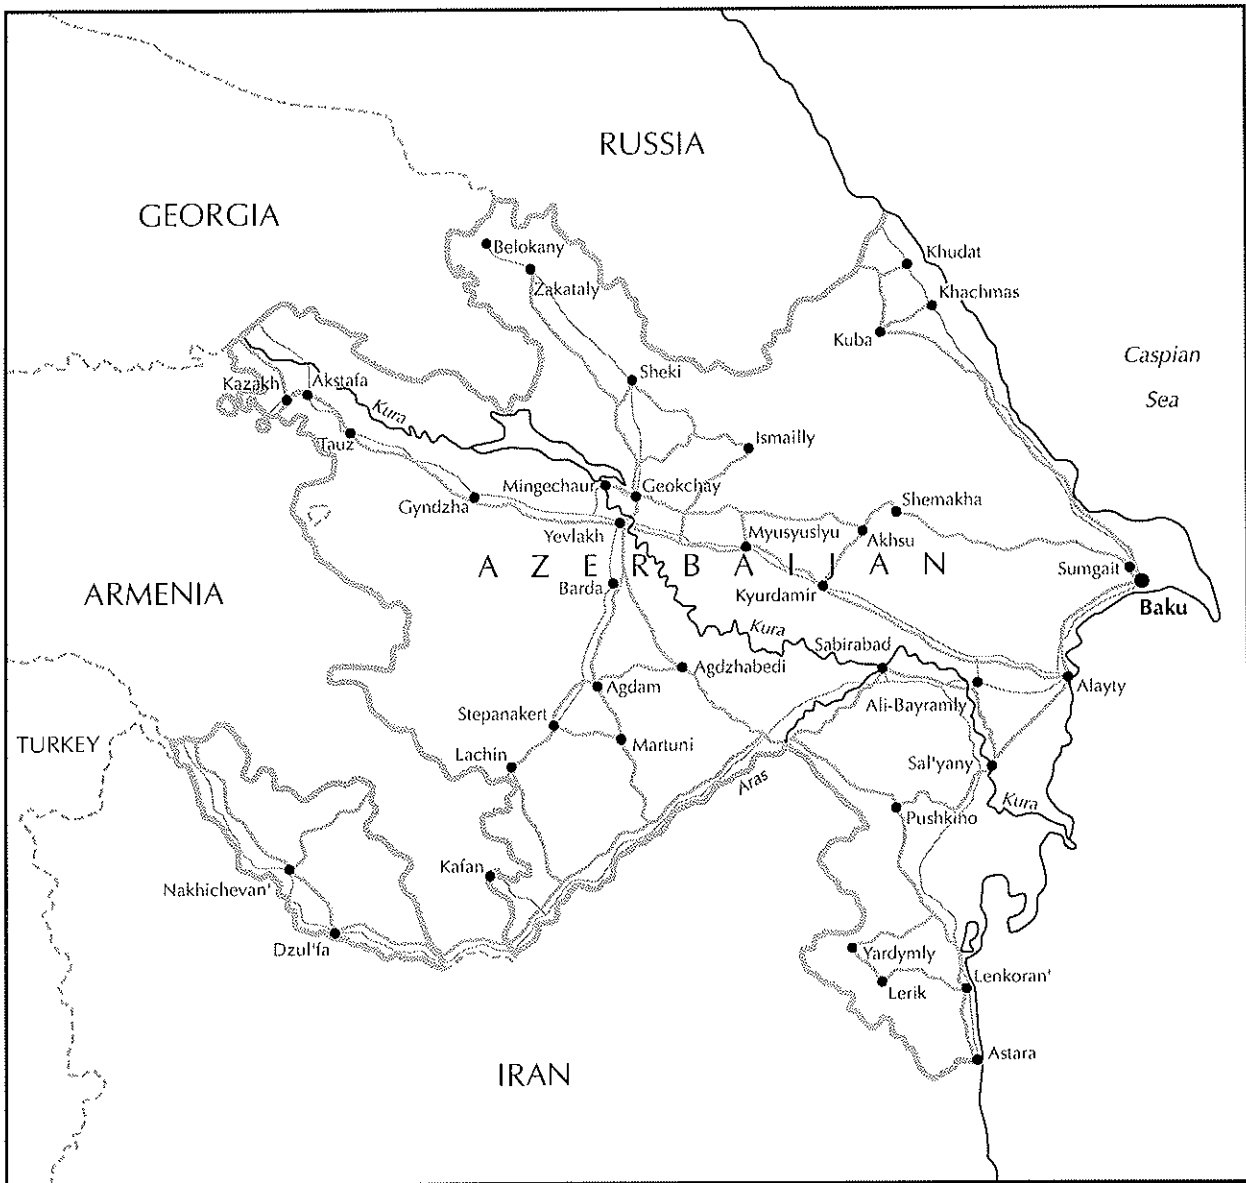 RUSSIA
GEORGIA
Belokany
Khudat
Zakataly
Khachmas
Kuba
Caspian
Sea
Sheki
Kazakh
Akstafa
Kura
Tauz
Ismailly
Mingechaur
Geokchay
Gyndzha
Shemakha
Yevlakh
Myusyuslyu
Akhsu
AZERBAIJAN
Sumgait
ARMENIA
Barda
Kyurdamir
Baku
Kura
Sabirabad
Agdzhabedi
Agdam
Alayty
Ali-Bayramly
Stepanakert
TURKEY
Martuni
Lachin
Sal'yany
Aras
Kura
Pushkino
Kafan
Nakhichevan'
Dzul'fa
Yardymly
Lenkoran'
Lerik
Astara
IRAN